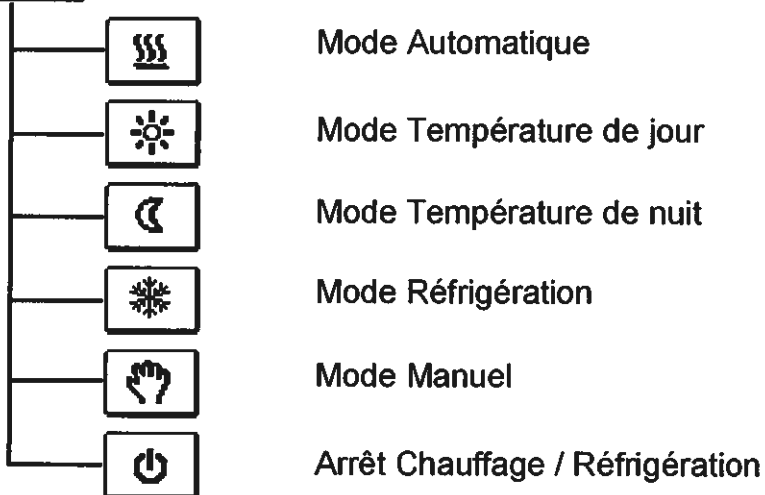 Mode Automatique
Mode Température de jour
Mode Température de nuit
Mode Réfrigération
Mode Manuel
Arrêt Chauffage / Réfrigération